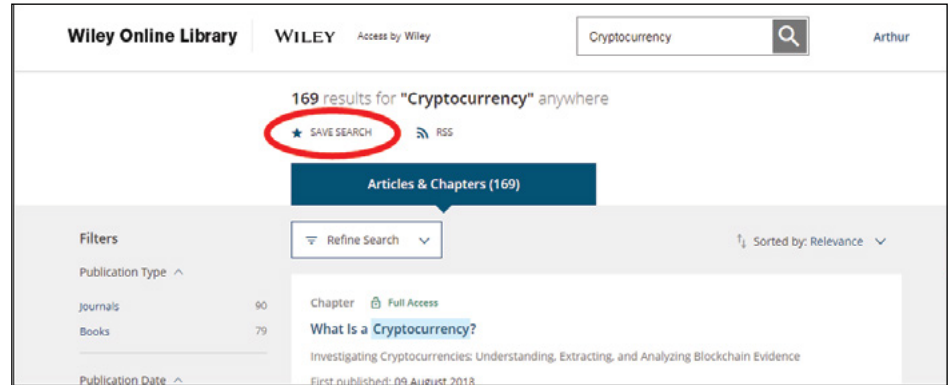 Wiley Online Library WILEY Access by Wiley Cryptocurrency Arthur
169 results for "Cryptocurrency" anywhere
SAVE SEARCH RSS
Articles & Chapters (169)
Filters
Publication Type
Journals 90
Books 79
Publication Date
Refine Search Sorted by: Relevance
Chapter Full Access
What Is a Cryptocurrency?
Investigating Cryptocurrencies: Understanding, Extracting, and Analyzing Blockchain Evidence
First published: 09 August 2018